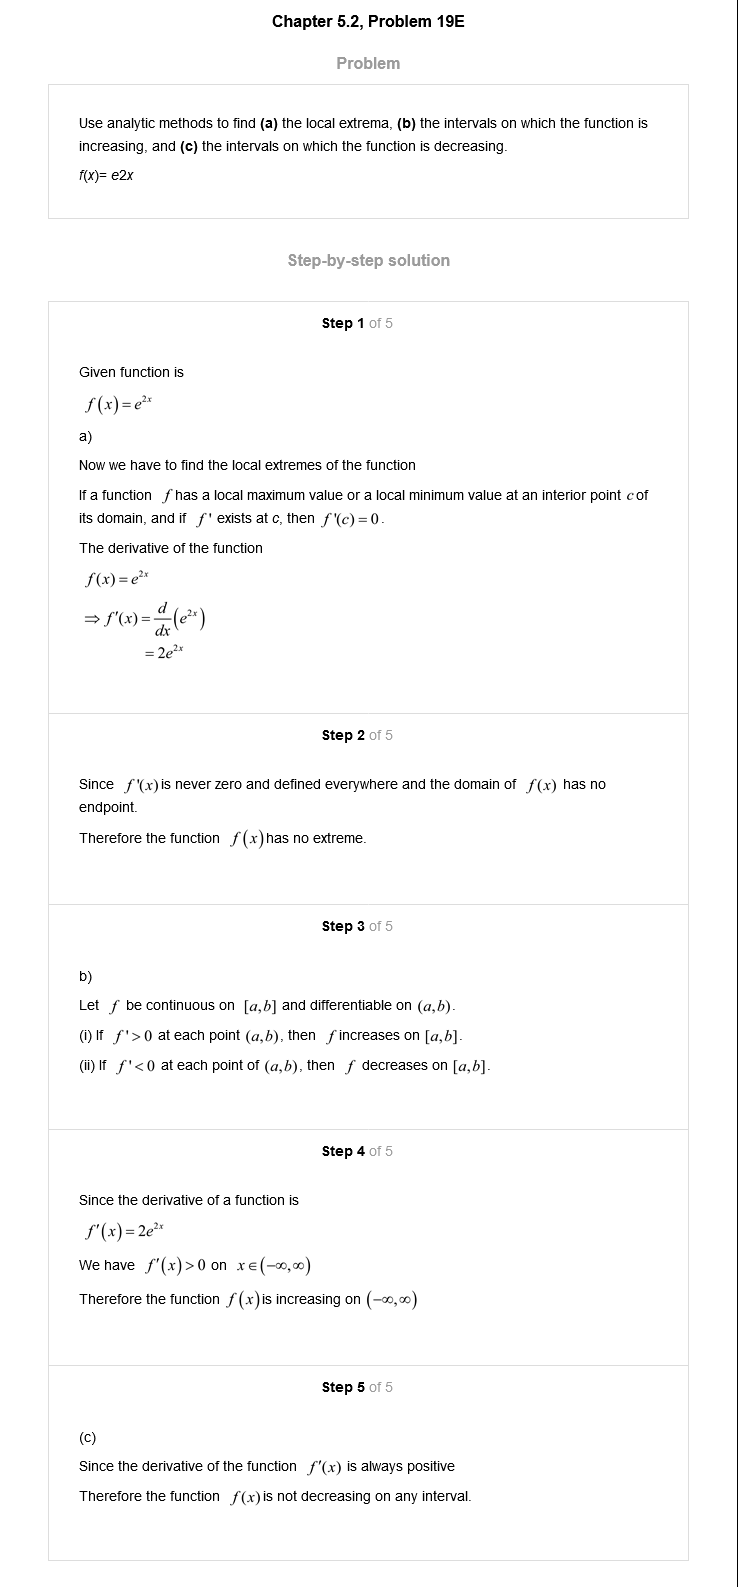 Chapter 5.2, Problem 19E
Problem
Use analytic methods to find (a) the local extrema, (b) the intervals on which the function is
increasing, and (c) the intervals on which the function is decreasing.
f(x)= e2x
Step-by-step solution
Step 1 of 5
Given function is
f(x)=e^{2x}
a)
Now we have to find the local extremes of the function
If a function f has a local maximum value or a local minimum value at an interior point c of
its domain, and if f' exists at c, then f'(c)=0.
The derivative of the function
f(x)=e^{2x}
⇒ f'(x)=\frac{d}{dx}(e^{2x})
=2e^{2x}
Step 2 of 5
Since f'(x) is never zero and defined everywhere and the domain of f(x) has no
endpoint.
Therefore the function f(x) has no extreme.
Step 3 of 5
b)
Let f be continuous on [a,b] and differentiable on (a,b).
(i) If f'>0 at each point (a,b), then f increases on [a,b].
(ii) If f'<0 at each point of (a,b), then f decreases on [a,b].
Step 4 of 5
Since the derivative of a function is
f'(x)=2e^{2x}
We have f'(x)>0 on x∈(-∞,∞)
Therefore the function f(x) is increasing on (-∞,∞)
Step 5 of 5
(c)
Since the derivative of the function f'(x) is always positive
Therefore the function f(x) is not decreasing on any interval.